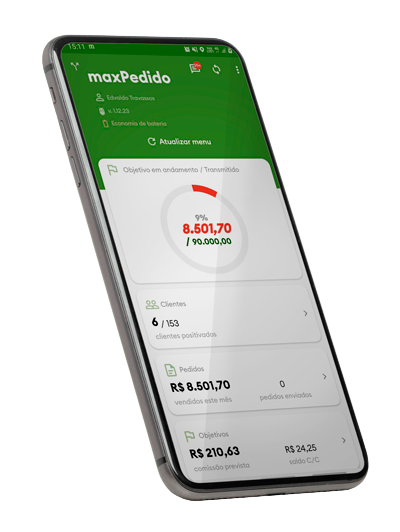 15:11 m
maxPedido
Edvaldo Travassos
v. 1.22.23
Economia de bateria
Atualizar menu
Objetivo em andamento / Transmitido
9%
8.501,70
/ 90.000,00
Clientes
6 / 153
clientes positivados
Pedidos
R$ 8.501,70
vendidos este mês
0
pedidos enviados
Objetivos
R$ 210,63
comissão prevista
R$ 24,25
saldo C/C